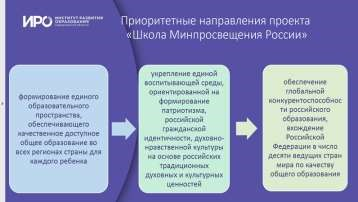 ИРО
ИНСТИТУТ РАЗВИТИЯ
ОБРАЗОВАНИЯ
Приоритетные направления проекта
«Школа Минпросвещения России»
формирование единого
образовательного
пространства,
обеспечивающего
качественное доступное
общее образование во
всех регионах страны для
каждого ребенка
укрепление единой
воспитывающей среды,
ориентированной на
формирование
патриотизма,
российской
гражданской
идентичности, духовно-
нравственной культуры
на основе российских
традиционных
духовных и культурных
ценностей
обеспечение
глобальной
конкурентоспособнос
ти российского
образования,
вхождение
Российской
Федерации в число
десяти ведущих стран
мира по качеству
общего образования